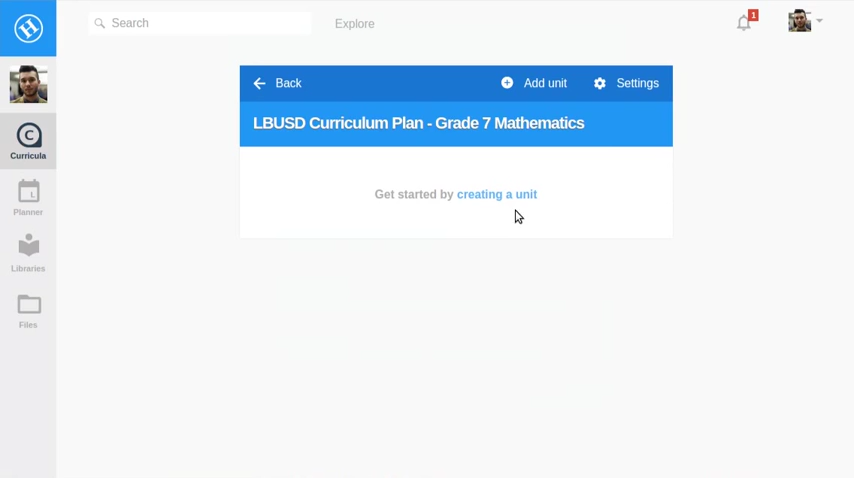 Search
Explore
1
Back
Add unit
Settings
LBUSD Curriculum Plan - Grade 7 Mathematics
Get started by creating a unit
C
Curricula
L
Planner
Libraries
Files